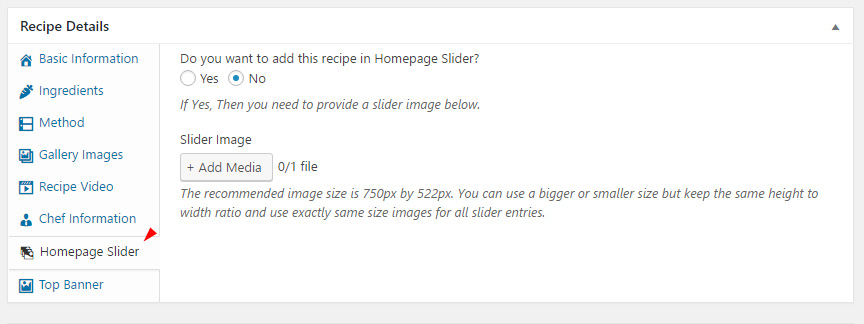 Recipe Details
Basic Information
Ingredients
Method
Gallery Images
Recipe Video
Chef Information
Homepage Slider
Top Banner
Do you want to add this recipe in Homepage Slider?
Yes No
If Yes, Then you need to provide a slider image below.
Slider Image
+ Add Media 0/1 file
The recommended image size is 750px by 522px. You can use a bigger or smaller size but keep the same height to
width ratio and use exactly same size images for all slider entries.